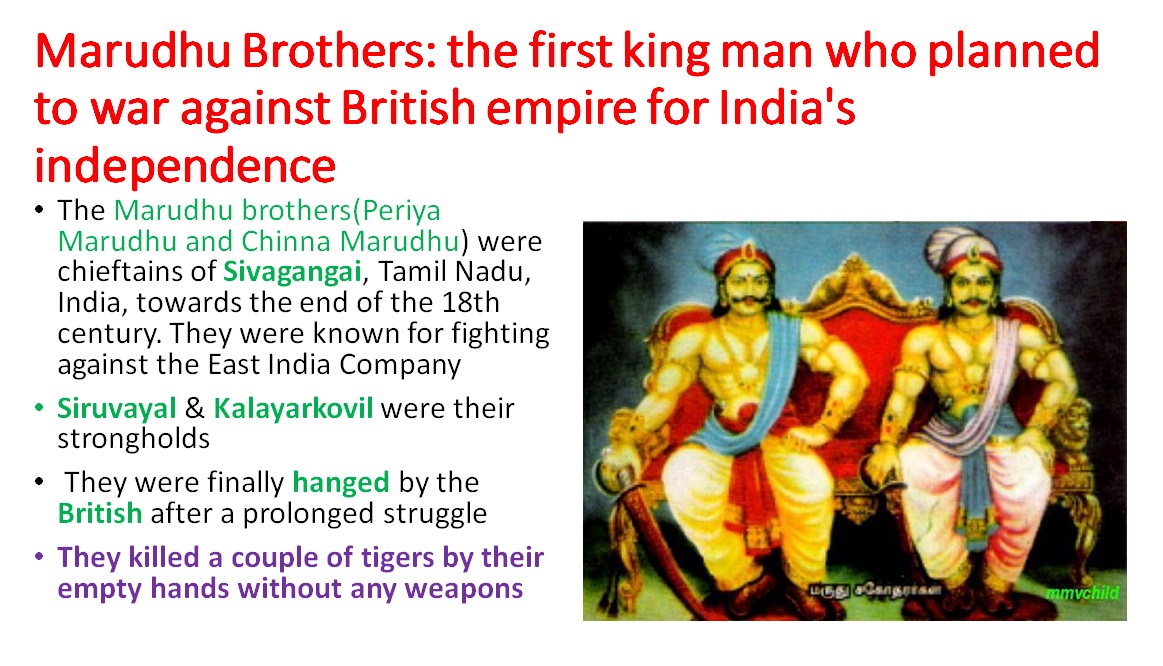 Marudhu Brothers: the first king man who planned
to war against British empire for India's
independence
• The Marudhu brothers(Periya
Marudhu and Chinna Marudhu) were
chieftains of Sivagangai, Tamil Nadu,
India, towards the end of the 18th
century. They were known for fighting
against the East India Company
• Siruvayal & Kalayarkovil were their
strongholds
• They were finally hanged by the
British after a prolonged struggle
• They killed a couple of tigers by their
empty hands without any weapons
மருது சகோதரர்கள்
mmvchild